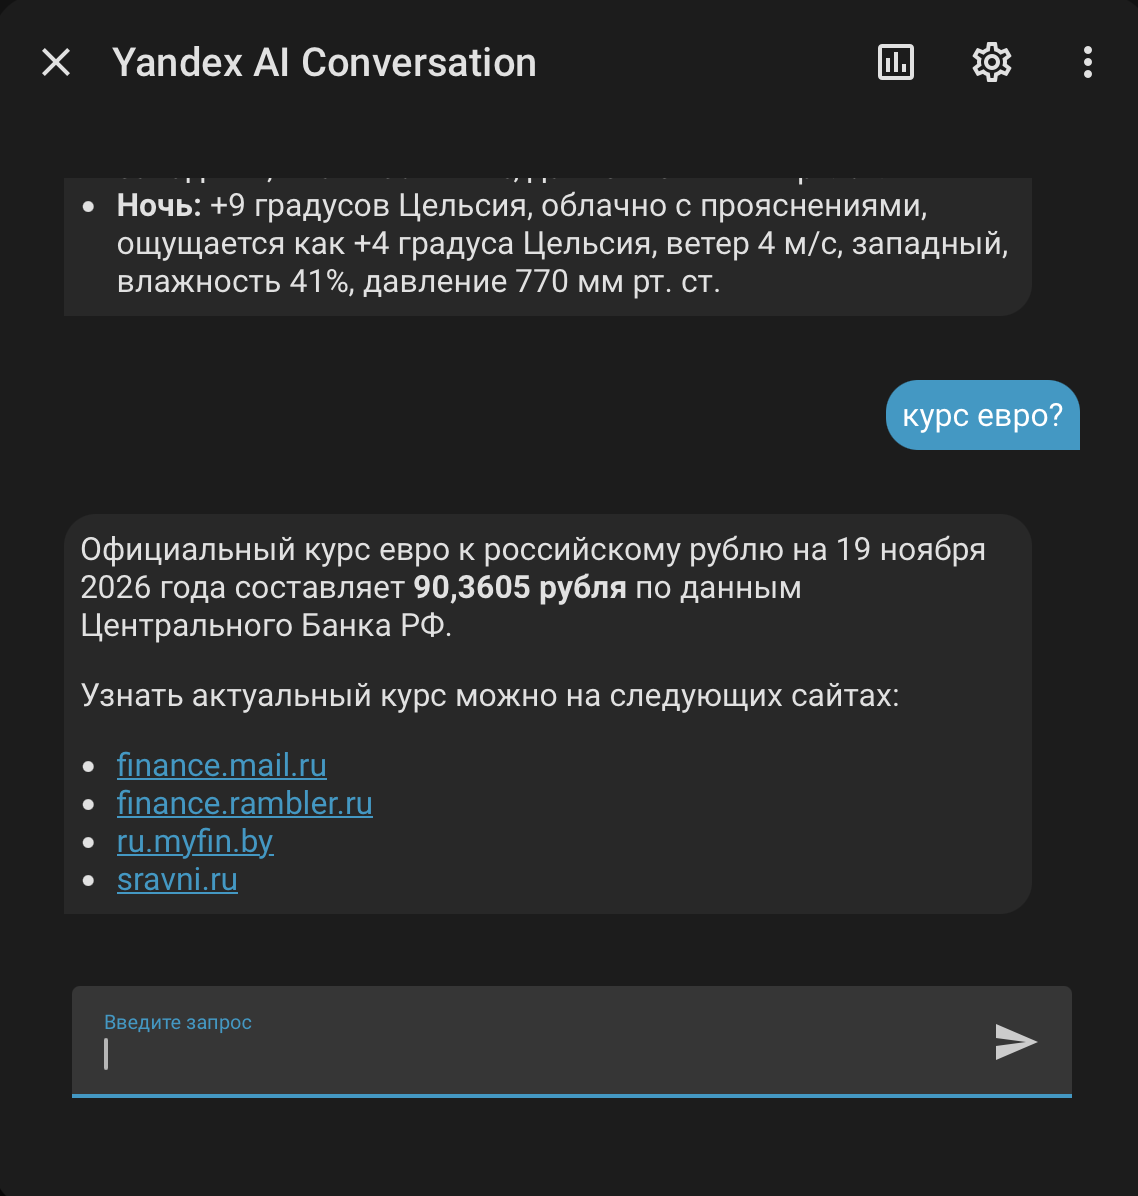 Yandex AI Conversation
Ночь: +9 градусов Цельсия, облачно с прояснениями,
ощущается как +4 градуса Цельсия, ветер 4 м/с, западный,
влажность 41%, давление 770 мм рт. ст.
курс евро?
Официальный курс евро к российскому рублю на 19 ноября
2026 года составляет 90,3605 рубля по данным
Центрального Банка РФ.
Узнать актуальный курс можно на следующих сайтах:
finance.mail.ru
finance.rambler.ru
ru.myfin.by
sravni.ru
Введите запрос